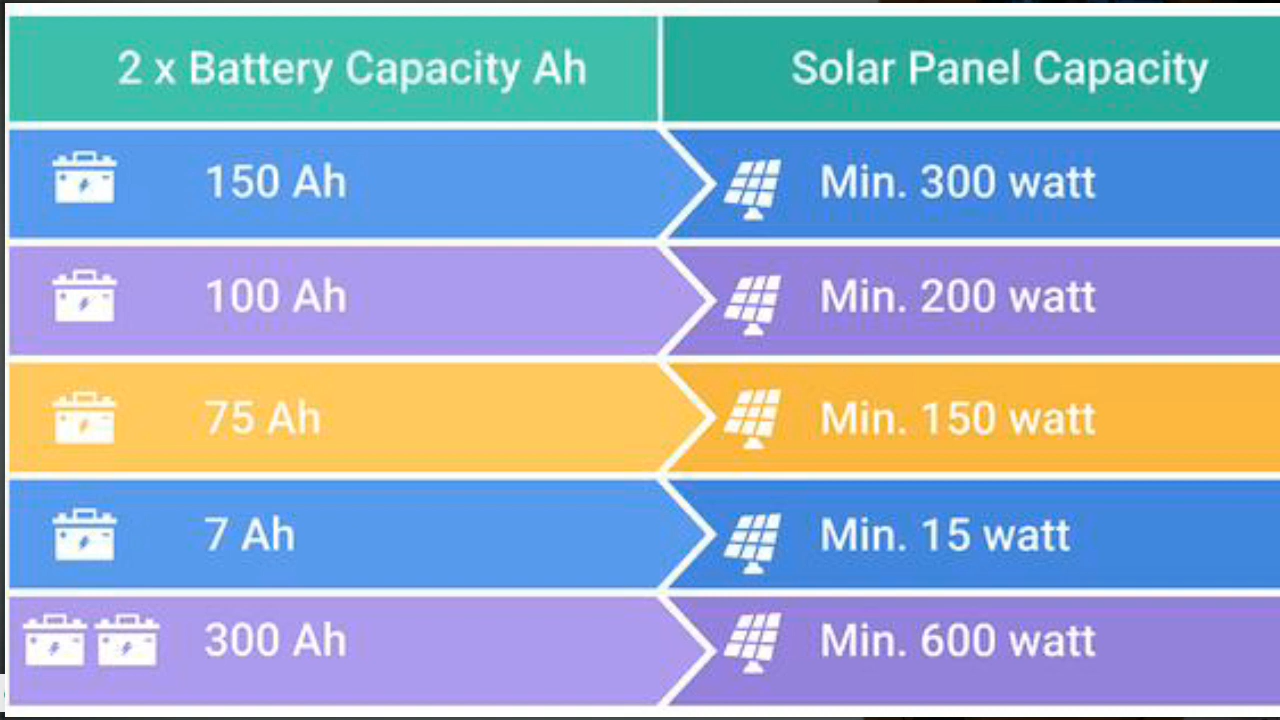 2 x Battery Capacity Ah
Solar Panel Capacity
150 Ah
Min. 300 watt
100 Ah
Min. 200 watt
75 Ah
Min. 150 watt
7 Ah
Min. 15 watt
300 Ah
Min. 600 watt